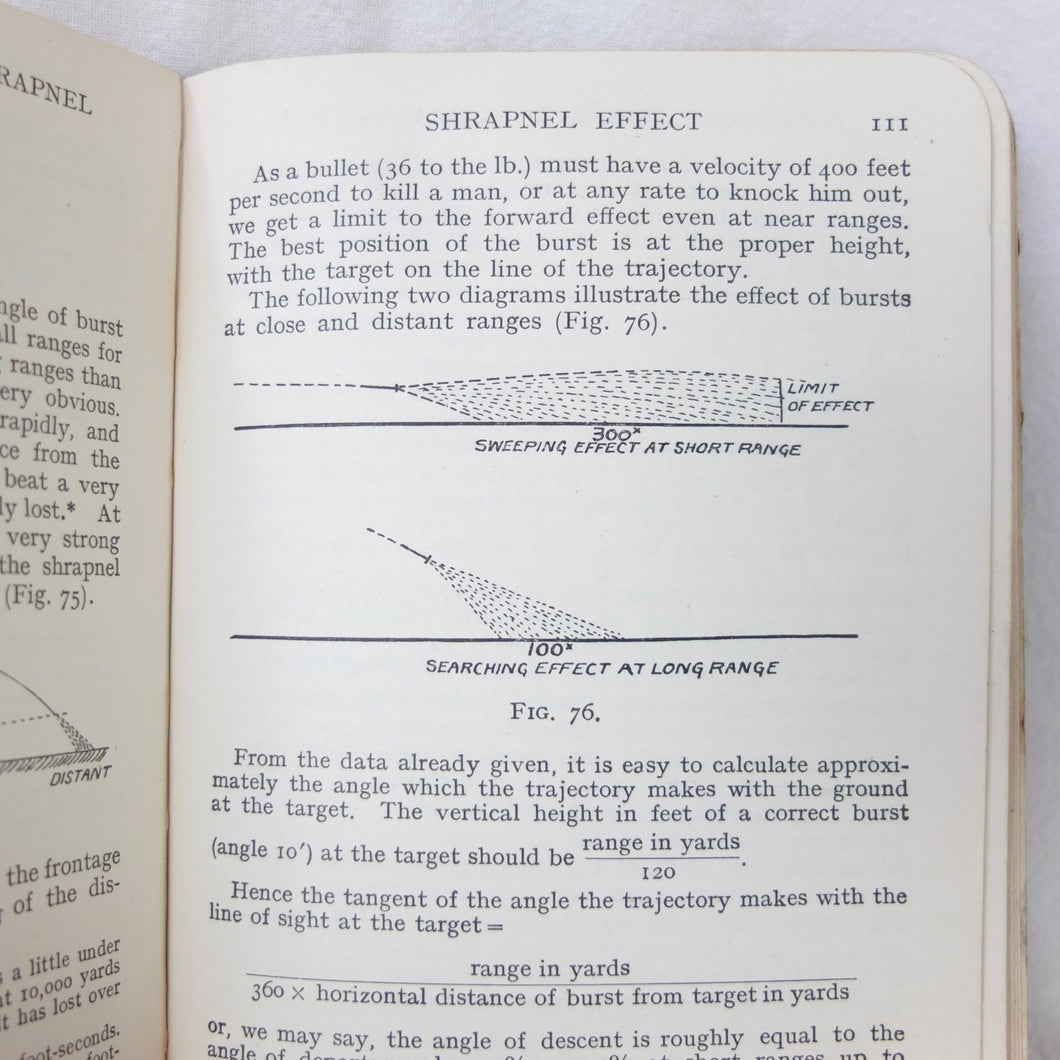 RAPNEL
ngle of burst
ll ranges for
ranges than
ery obvious.
rapidly, and
ce from the
beat a very
ly lost.* At
very strong
the shrapnel
(Fig. 75).
DISTANT
the frontage
of the dis-
s a little under
at 10,000 yards
t has lost over
foot-seconds.
foot-
SHRAPNEL EFFECT 111
As a bullet (36 to the lb.) must have a velocity of 400 feet
per second to kill a man, or at any rate to knock him out,
we get a limit to the forward effect even at near ranges.
The best position of the burst is at the proper height,
with the target on the line of the trajectory.
The following two diagrams illustrate the effect of bursts
at close and distant ranges (Fig. 76).
LIMIT
OF EFFECT
300ˣ
SWEEPING EFFECT AT SHORT RANGE
100ˣ
SEARCHING EFFECT AT LONG RANGE
FIG. 76.
From the data already given, it is easy to calculate approxi-
mately the angle which the trajectory makes with the ground
at the target. The vertical height in feet of a correct burst
(angle 10′) at the target should be range in yards
120.
Hence the tangent of the angle the trajectory makes with the
line of sight at the target =
range in yards
360 × horizontal distance of burst from target in yards
or, we may say, the angle of descent is roughly equal to the
angle of
at short ranges up to